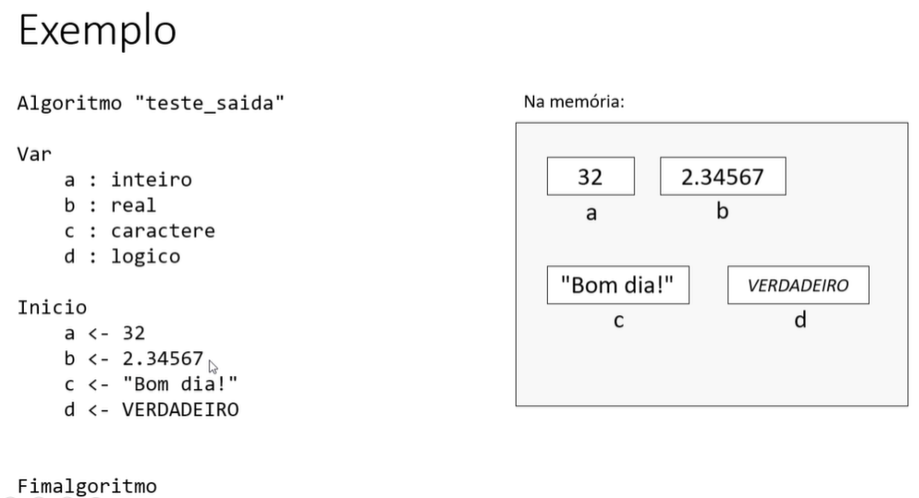 Exemplo
Algoritmo "teste_saida"
Var
a : inteiro
b : real
c : caractere
d : logico
Inicio
a <- 32
b <- 2.34567
c <- "Bom dia!"
d <- VERDADEIRO
Fimalgoritmo
Na memória:
32 2.34567
a b
"Bom dia!" VERDADEIRO
c d